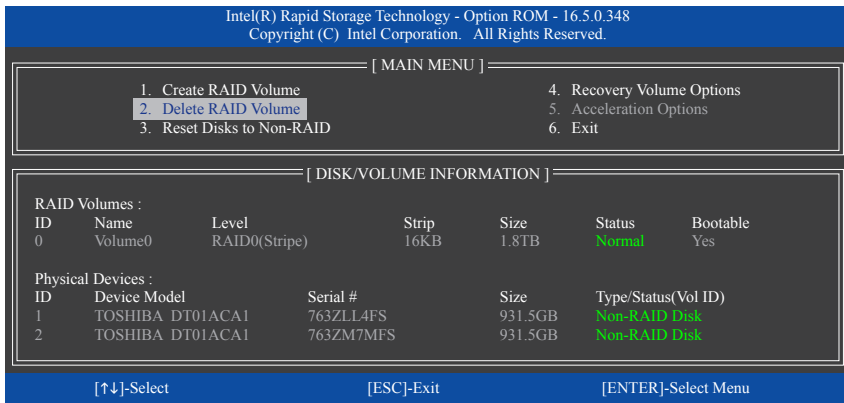 Intel(R) Rapid Storage Technology - Option ROM - 16.5.0.348
Copyright (C) Intel Corporation. All Rights Reserved.
[ MAIN MENU ]
1. Create RAID Volume
2. Delete RAID Volume
3. Reset Disks to Non-RAID
4. Recovery Volume Options
5. Acceleration Options
6. Exit
[ DISK/VOLUME INFORMATION ]
RAID Volumes :
ID Name Level Strip Size Status Bootable
0 Volume0 RAID0(Stripe) 16KB 1.8TB Normal Yes
Physical Devices :
ID Device Model Serial # Size Type/Status(Vol ID)
1 TOSHIBA DT01ACA1 763ZLL4FS 931.5GB Non-RAID Disk
2 TOSHIBA DT01ACA1 763ZM7MFS 931.5GB Non-RAID Disk
[↑↓]-Select [ESC]-Exit [ENTER]-Select Menu